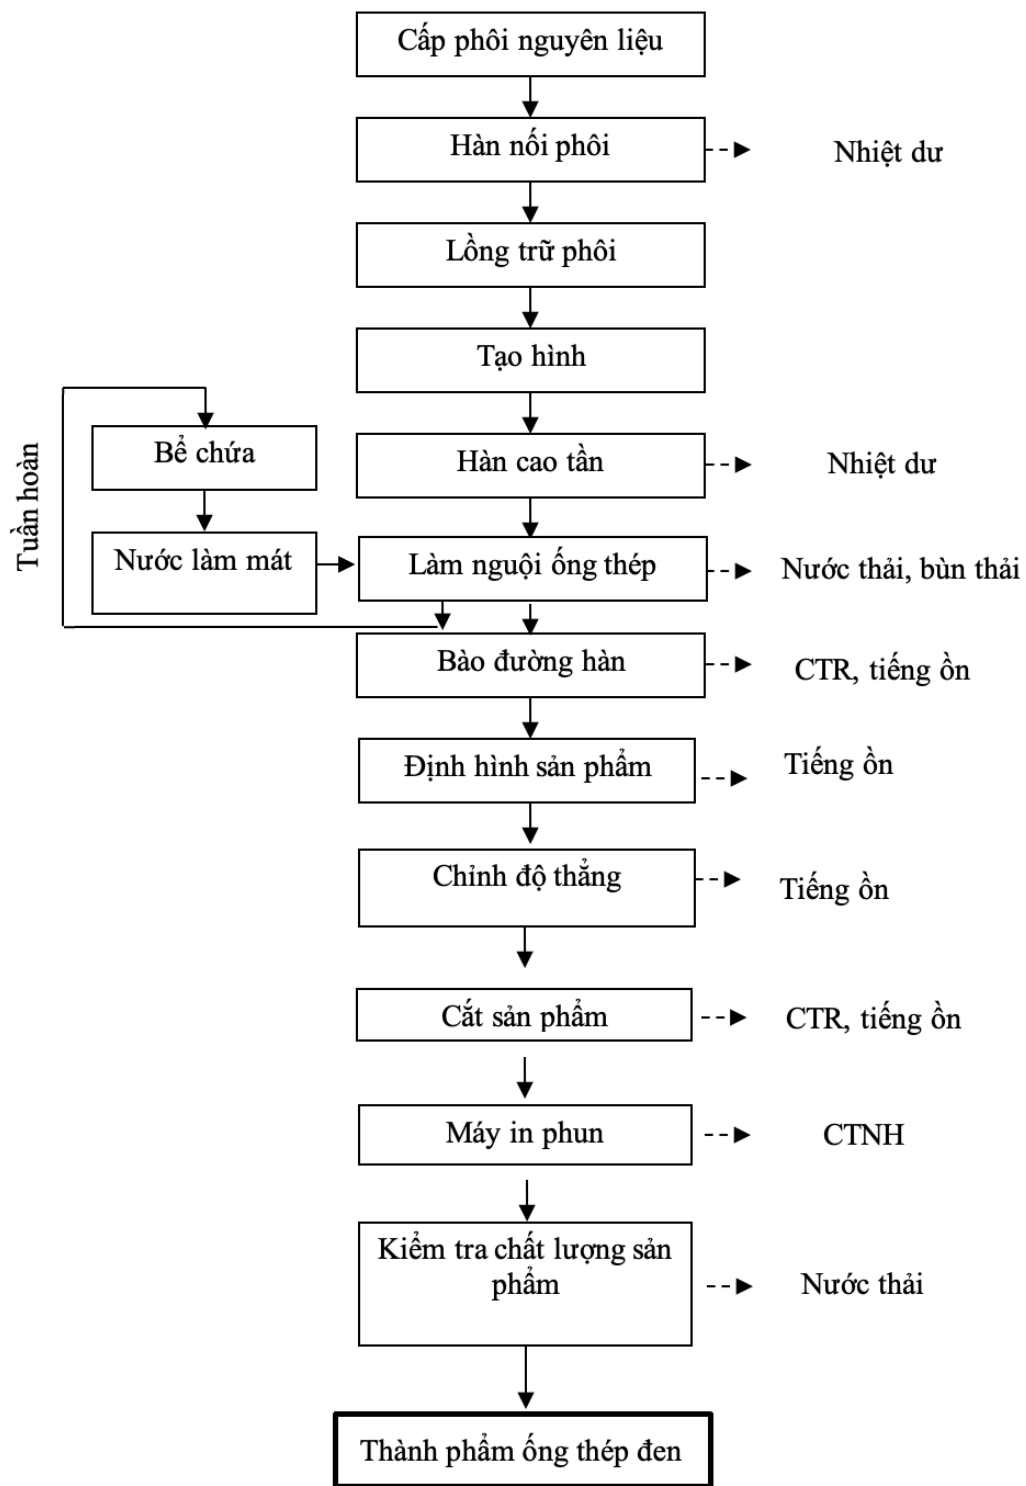 Cấp phôi nguyên liệu
Hàn nối phôi
Nhiệt dư
Lồng trữ phôi
Tạo hình
Tuần hoàn
Bể chứa
Hàn cao tần
Nhiệt dư
Nước làm mát
Làm nguội ống thép
Nước thải, bùn thải
Bào đường hàn
CTR, tiếng ồn
Định hình sản phẩm
Tiếng ồn
Chỉnh độ thẳng
Tiếng ồn
Cắt sản phẩm
CTR, tiếng ồn
Máy in phun
CTNH
Kiểm tra chất lượng sản
phẩm
Nước thải
Thành phẩm ống thép đen